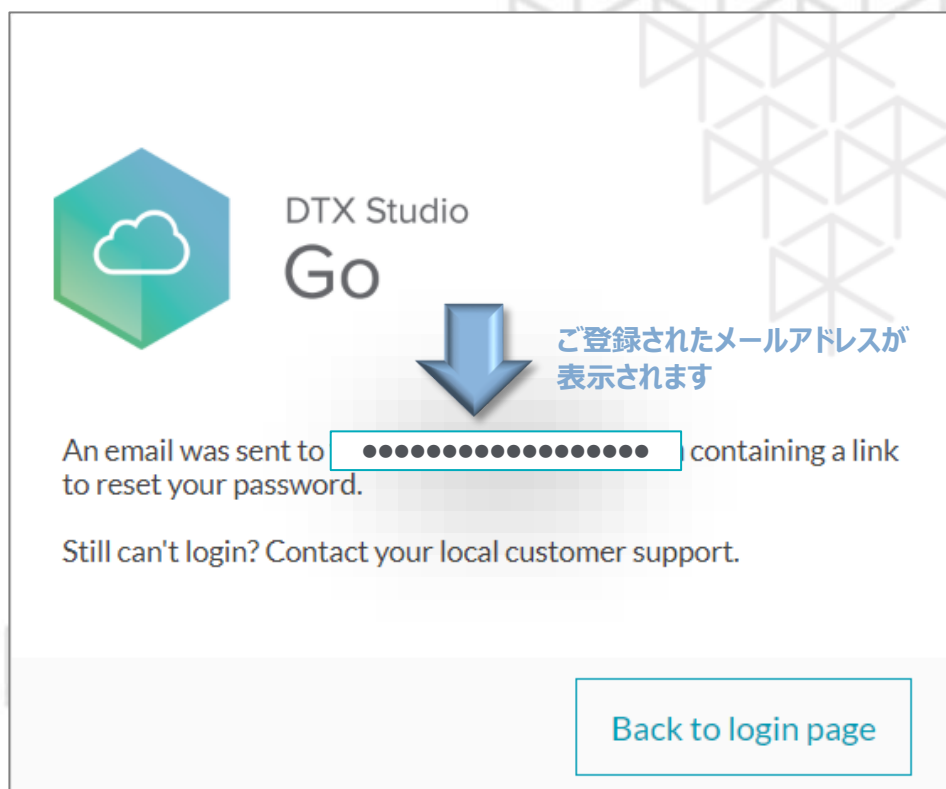 DTX Studio
Go
ご登録されたメールアドレスが
表示されます
An email was sent to ●●●●●●●●●●●●●●●●●● containing a link
to reset your password.
Still can't login? Contact your local customer support.
Back to login page